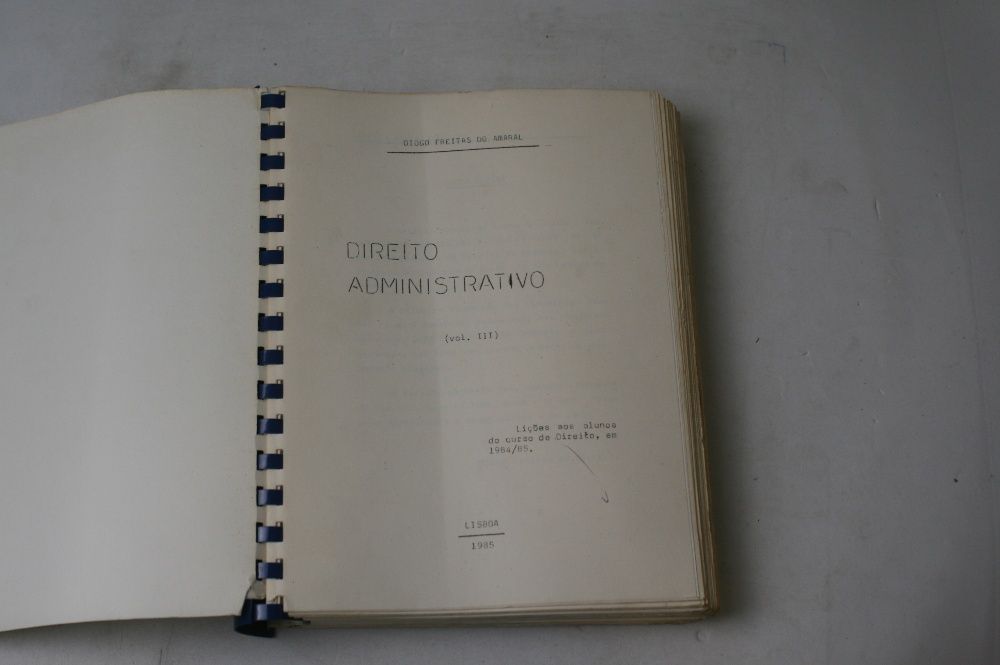 DIOGO FREITAS DO AMARAL
DIREITO
ADMINISTRATIVO
(vol. III)
Lições aos alunos
do curso de Direito, em
1984/85.
LISBOA
1985